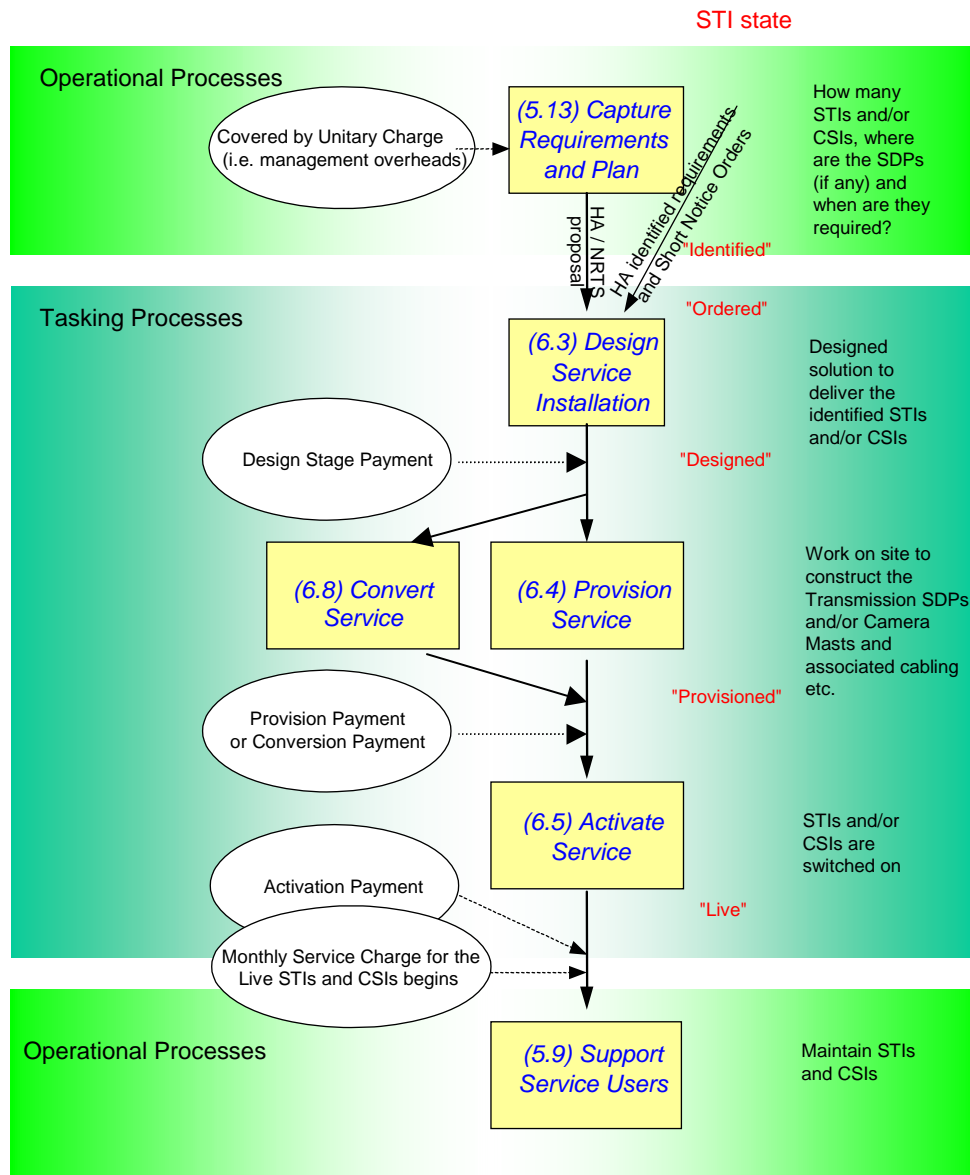 STI state
Operational Processes
Covered by Unitary Charge
(i.e. management overheads)
(5.13) Capture
Requirements
and Plan
How many
STIs and/or
CSIs, where
are the SDPs
(if any) and
when are they
required?
HA / NRTS
proposal
HA identified requirements
and Short Notice Orders
"Identified"
Tasking Processes
"Ordered"
(6.3) Design
Service
Installation
Designed
solution to
deliver the
identified STIs
and/or CSIs
Design Stage Payment
"Designed"
(6.8) Convert
Service
(6.4) Provision
Service
Work on site to
construct the
Transmission SDPs
and/or Camera
Masts and
associated cabling
etc.
"Provisioned"
Provision Payment
or Conversion Payment
(6.5) Activate
Service
STIs and/or
CSIs are
switched on
Activation Payment
"Live"
Monthly Service Charge for the
Live STIs and CSIs begins
Operational Processes
(5.9) Support
Service Users
Maintain STIs
and CSIs